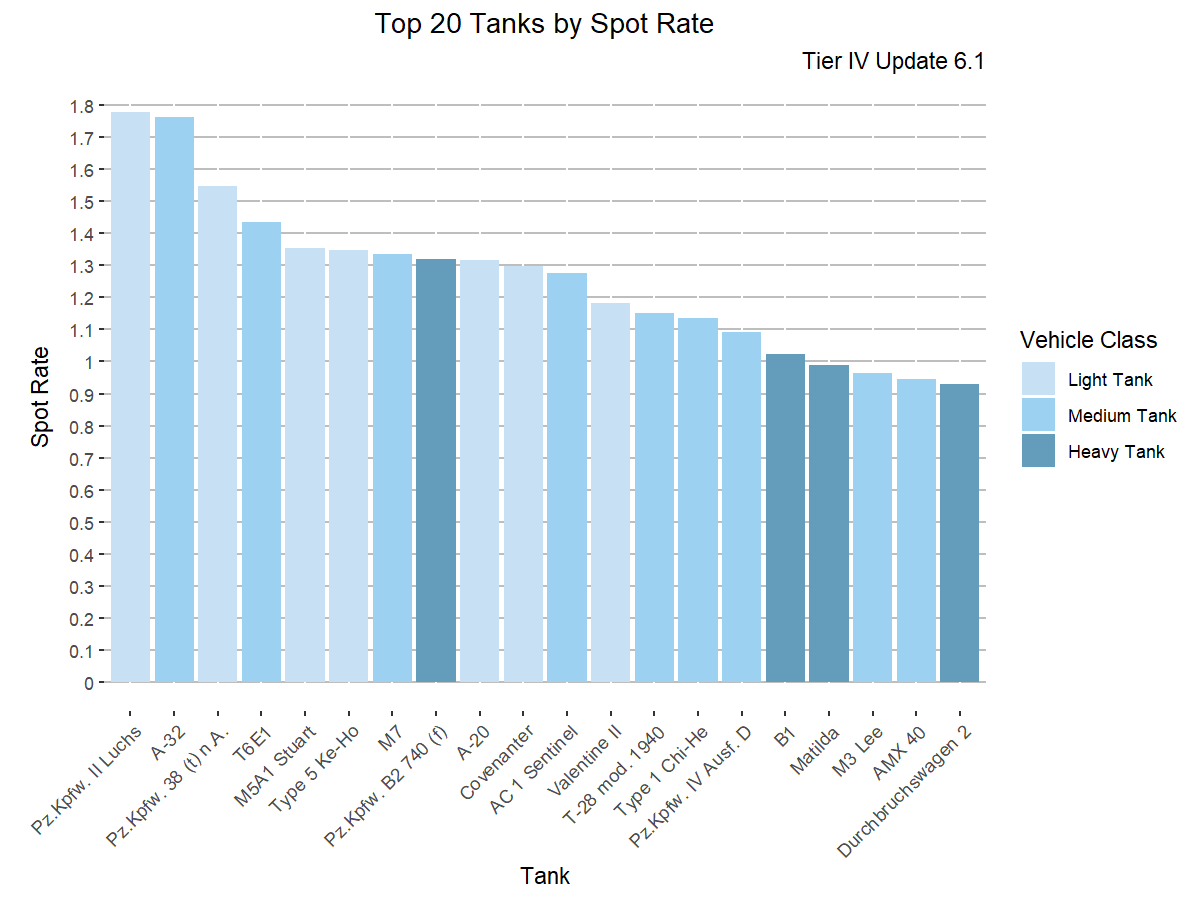 Top 20 Tanks by Spot Rate
Tier IV Update 6.1
Spot Rate
1.8
1.7
1.6
1.5
1.4
1.3
1.2
1.1
1
0.9
0.8
0.7
0.6
0.5
0.4
0.3
0.2
0.1
0
Pz.Kpfw. II Luchs
A-32
Pz.Kpfw. 38 (t) n.A.
T6E1
M5A1 Stuart
Type 5 Ke-Ho
M7
Pz.Kpfw. B2 740 (f)
A-20
Covenanter
AC 1 Sentinel
Valentine II
T-28 mod. 1940
Type 1 Chi-He
Pz.Kpfw. IV Ausf. D
B1
Matilda
M3 Lee
AMX 40
Durchbruchswagen 2
Tank
Vehicle Class
Light Tank
Medium Tank
Heavy Tank